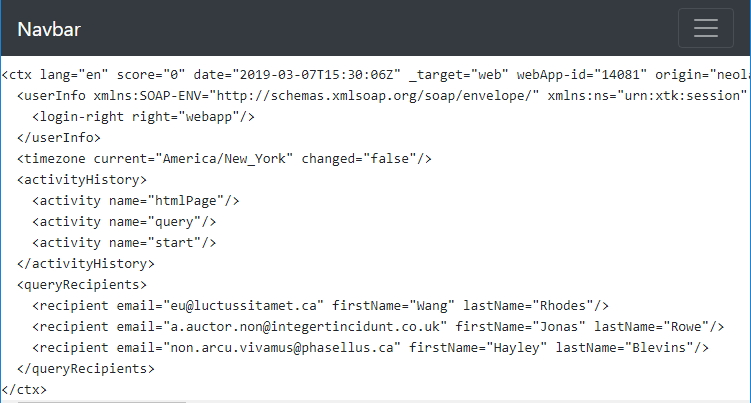 Navbar
<ctx lang="en" score="0" date="2019-03-07T15:30:06Z" _target="web" webApp-id="14081" origin="neola
<userInfo xmlns:SOAP-ENV="http://schemas.xmlsoap.org/soap/envelope/" xmlns:ns="urn:xtk:session"
<login-right right="webapp"/>
</userInfo>
<timezone current="America/New_York" changed="false"/>
<activityHistory>
<activity name="htmlPage"/>
<activity name="query"/>
<activity name="start"/>
</activityHistory>
<queryRecipients>
<recipient email="eu@luctussitamet.ca" firstName="Wang" lastName="Rhodes"/>
<recipient email="a.auctor.non@integertincidunt.co.uk" firstName="Jonas" lastName="Rowe"/>
<recipient email="non.arcu.vivamus@phasellus.ca" firstName="Hayley" lastName="Blevins"/>
</queryRecipients>
</ctx>